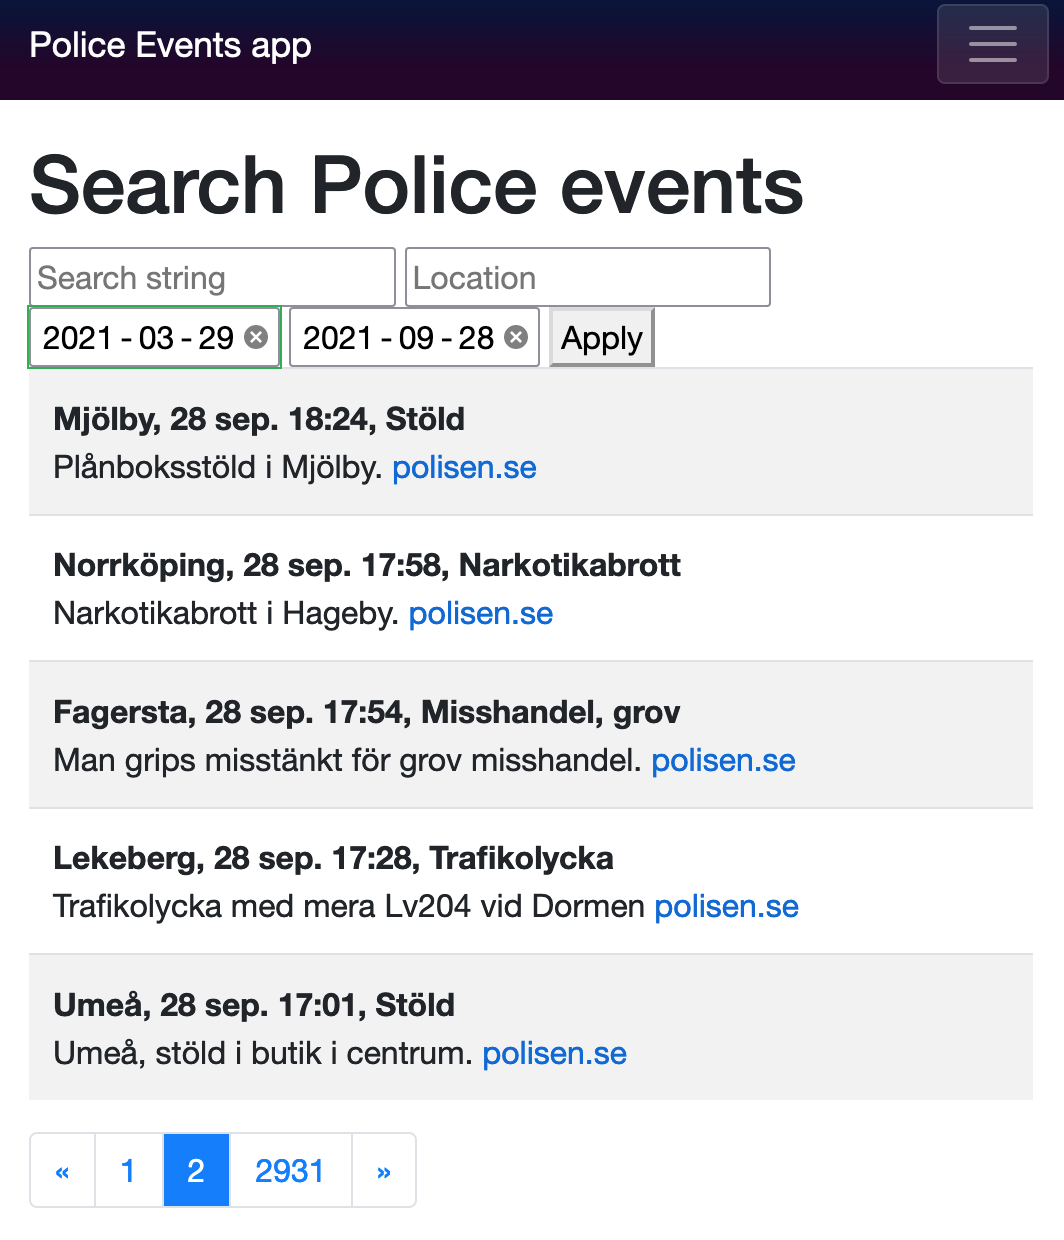 Police Events app
Search Police events
Search string Location
2021-03-29 2021-09-28 Apply
Mjölby, 28 sep. 18:24, Stöld
Plånboksstöld i Mjölby. polisen.se
Norrköping, 28 sep. 17:58, Narkotikabrott
Narkotikabrott i Hageby. polisen.se
Fagersta, 28 sep. 17:54, Misshandel, grov
Man grips misstänkt för grov misshandel. polisen.se
Lekeberg, 28 sep. 17:28, Trafikolycka
Trafikolycka med mera Lv204 vid Dormen polisen.se
Umeå, 28 sep. 17:01, Stöld
Umeå, stöld i butik i centrum. polisen.se
« 1 2 2931 »